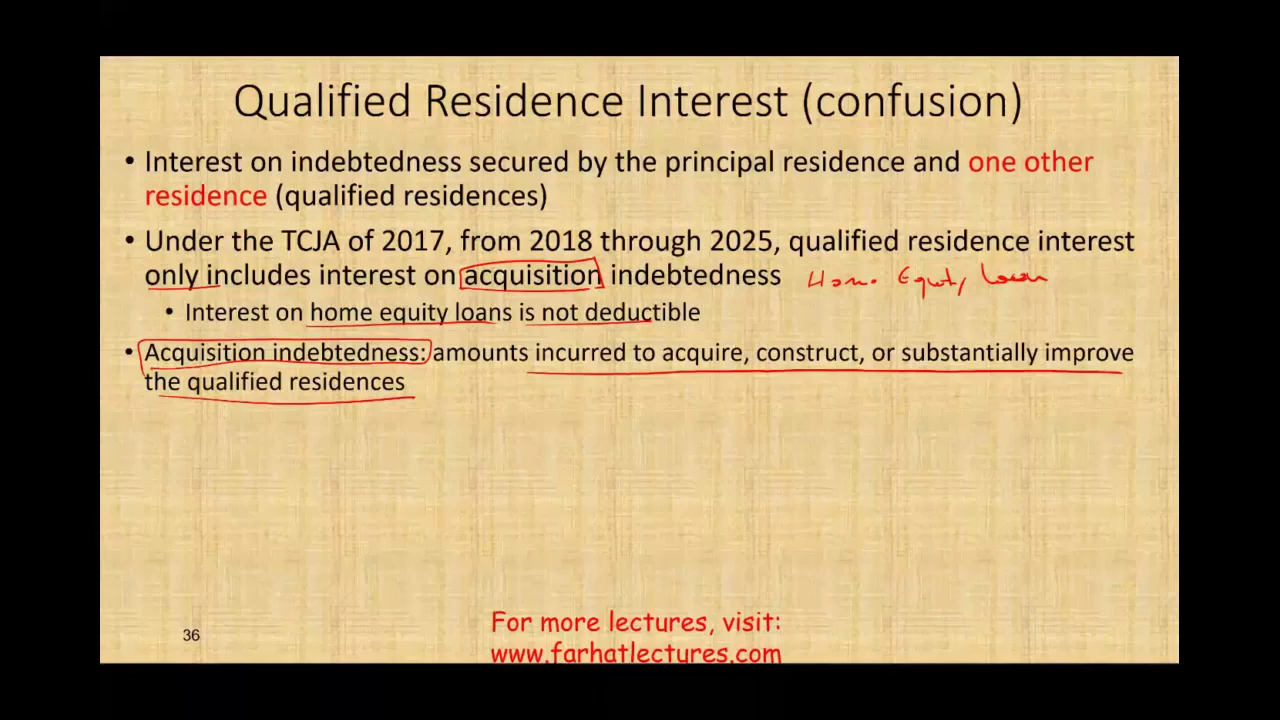 Qualified Residence Interest (confusion)
• Interest on indebtedness secured by the principal residence and one other
residence (qualified residences)
• Under the TCJA of 2017, from 2018 through 2025, qualified residence interest
only includes interest on acquisition indebtedness Home Equity Loan
• Interest on home equity loans is not deductible
• Acquisition indebtedness: amounts incurred to acquire, construct, or substantially improve
the qualified residences
36
For more lectures, visit:
www.farhatlectures.com